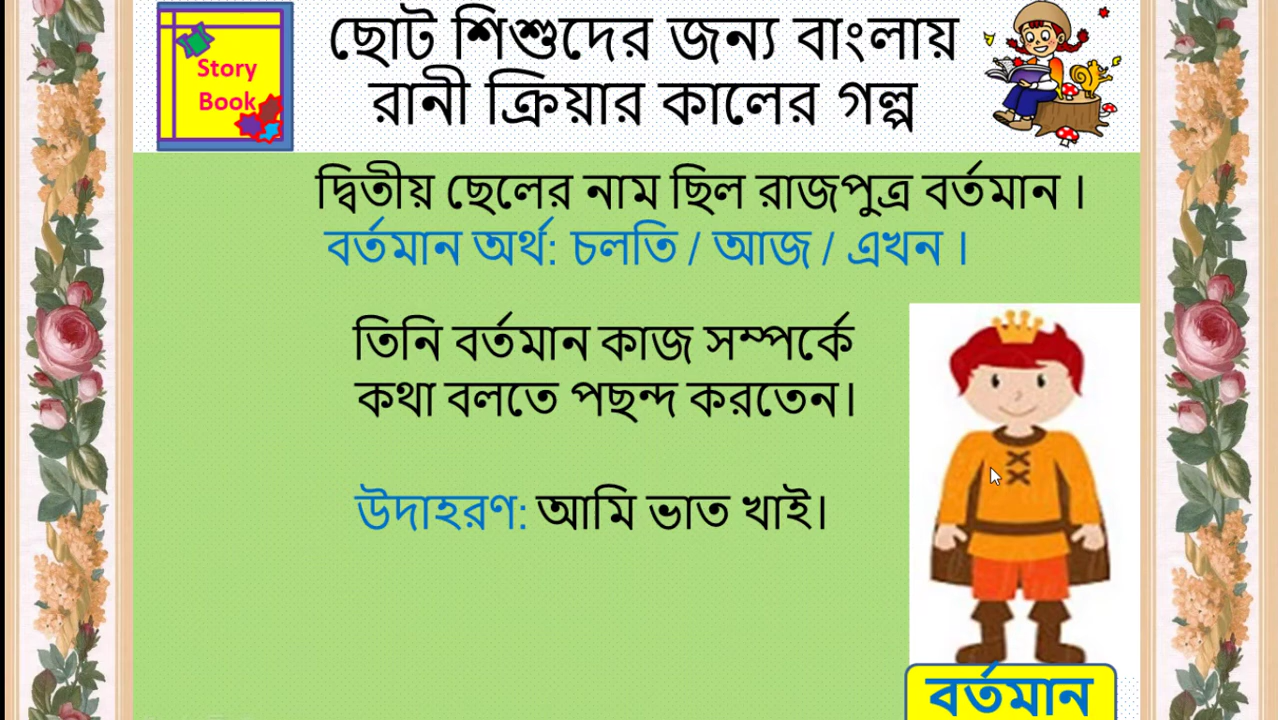 Story
Book
ছোট শিশুদের জন্য বাংলায়
রানী ক্রিয়ার কালের গল্প
দ্বিতীয় ছেলের নাম ছিল রাজপুত্র বর্তমান ।
বর্তমান অর্থ: চলতি / আজ / এখন ।
তিনি বর্তমান কাজ সম্পর্কে
কথা বলতে পছন্দ করতেন।
উদাহরণ: আমি ভাত খাই।
বর্তমান